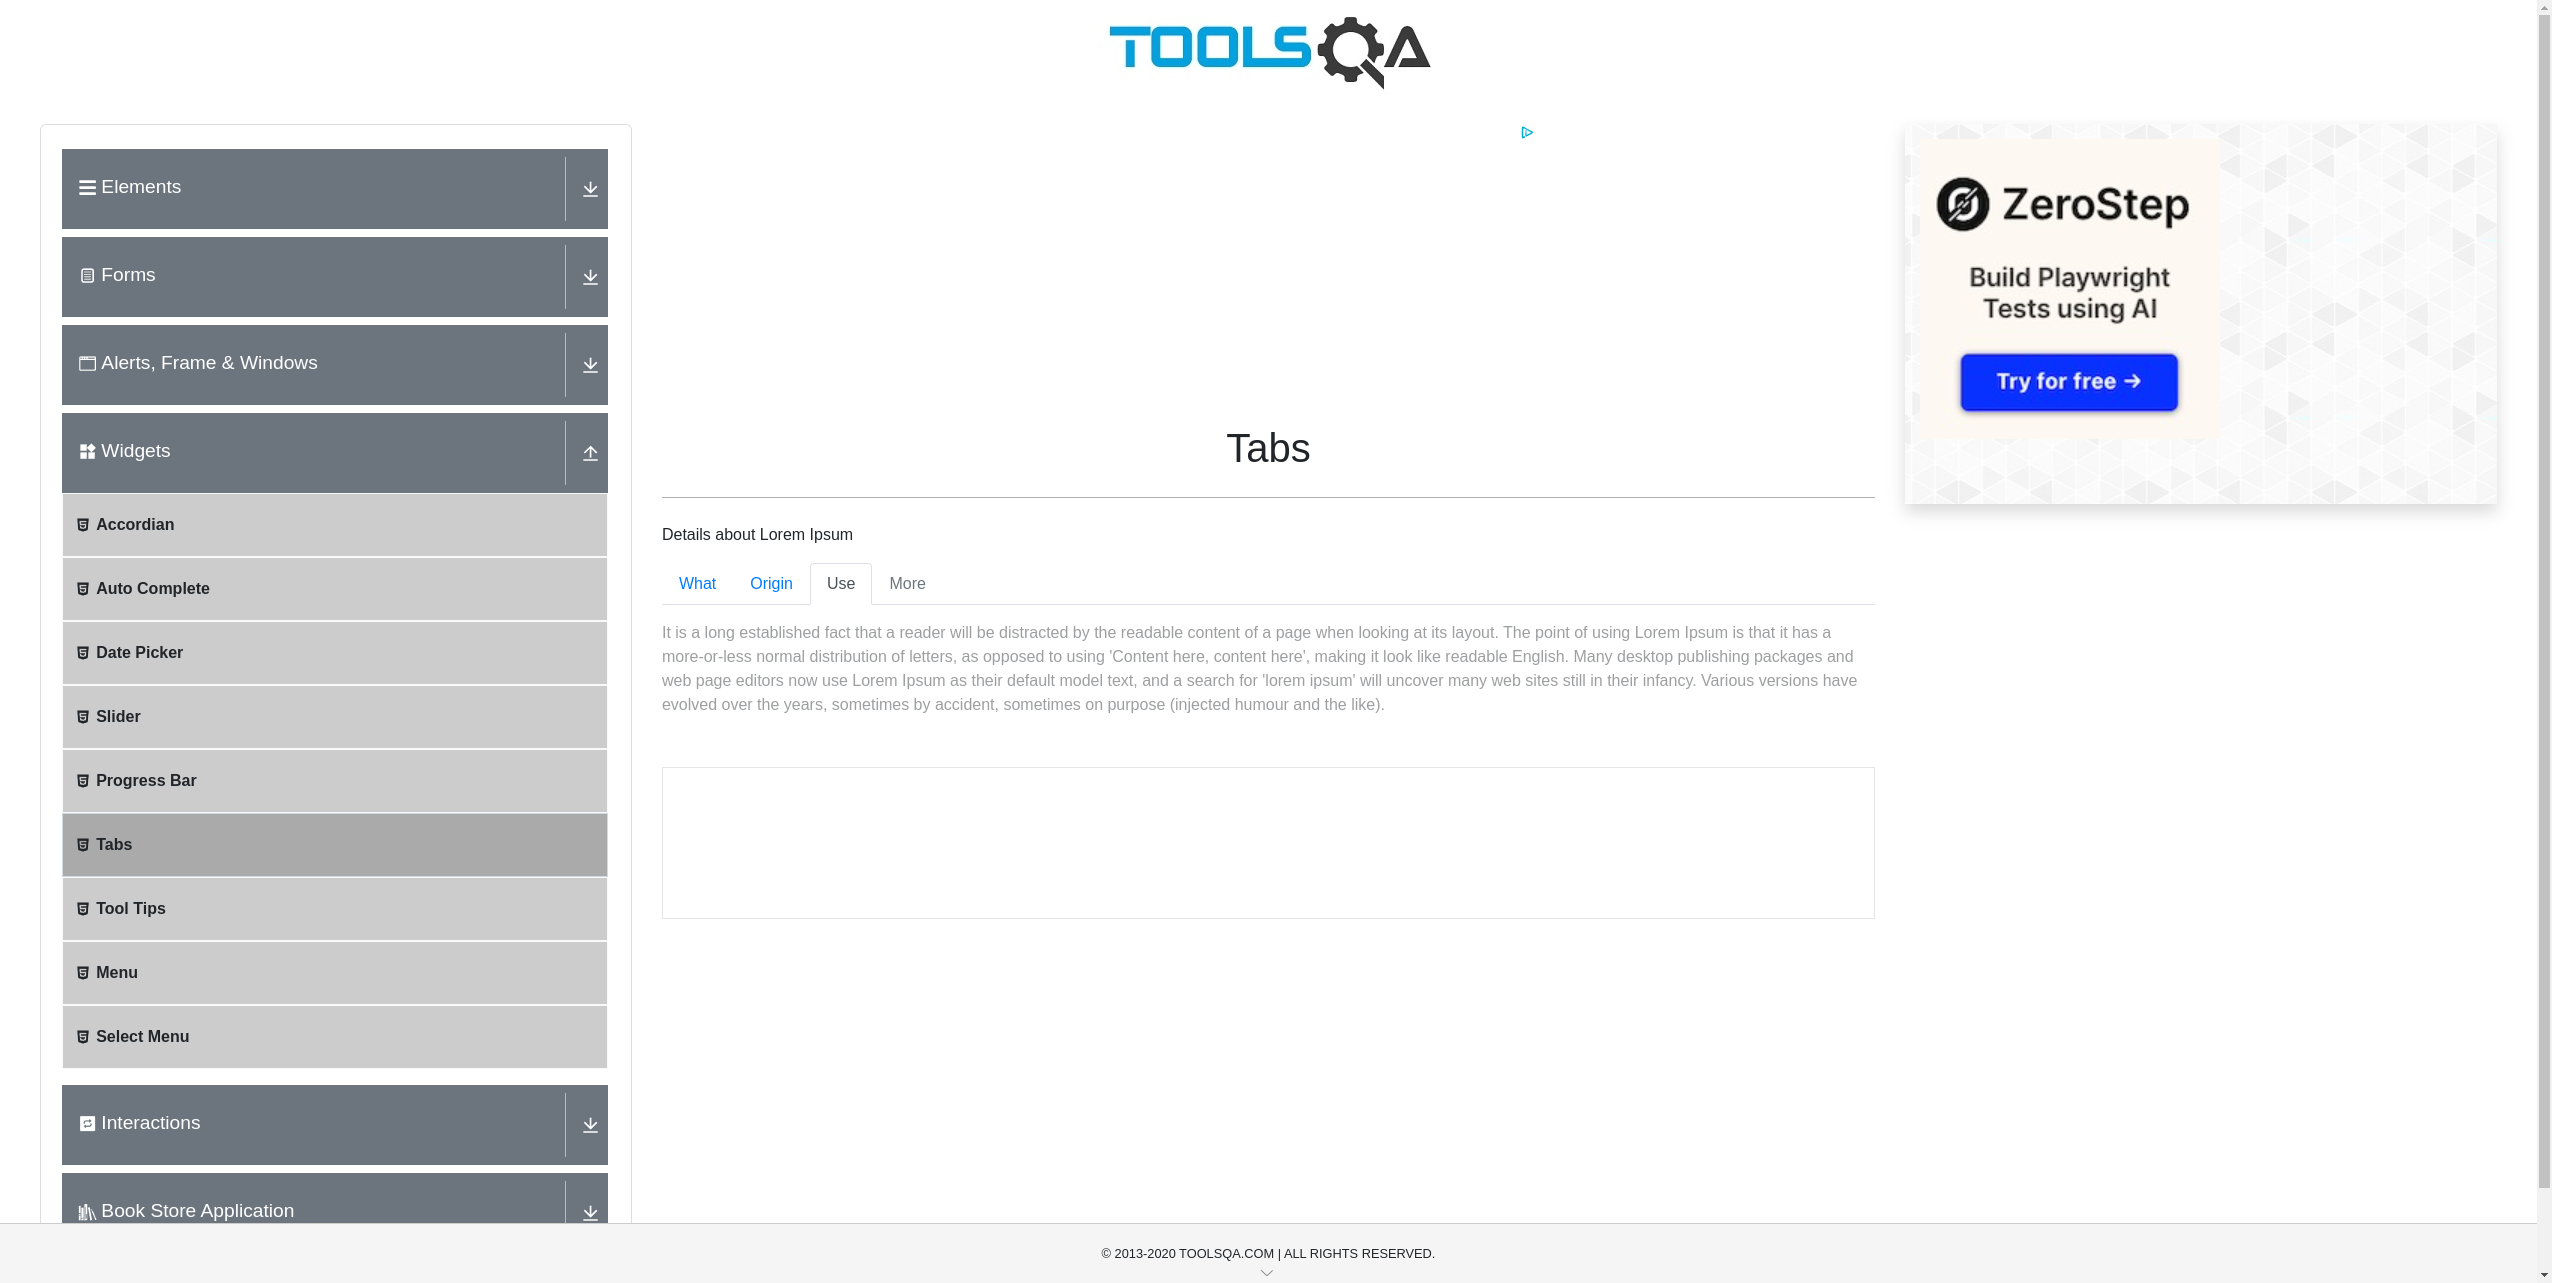 TOOLSQA
Elements
Forms
Alerts, Frame & Windows
Widgets
Accordian
Auto Complete
Date Picker
Slider
Progress Bar
Tabs
Tool Tips
Menu
Select Menu
Interactions
Book Store Application
Tabs
Details about Lorem Ipsum
What Origin Use More
It is a long established fact that a reader will be distracted by the readable content of a page when looking at its layout. The point of using Lorem Ipsum is that it has a
more-or-less normal distribution of letters, as opposed to using 'Content here, content here', making it look like readable English. Many desktop publishing packages and
web page editors now use Lorem Ipsum as their default model text, and a search for 'lorem ipsum' will uncover many web sites still in their infancy. Various versions have
evolved over the years, sometimes by accident, sometimes on purpose (injected humour and the like).
ZeroStep
Build Playwright
Tests using AI
Try for free →
© 2013-2020 TOOLSQA.COM | ALL RIGHTS RESERVED.